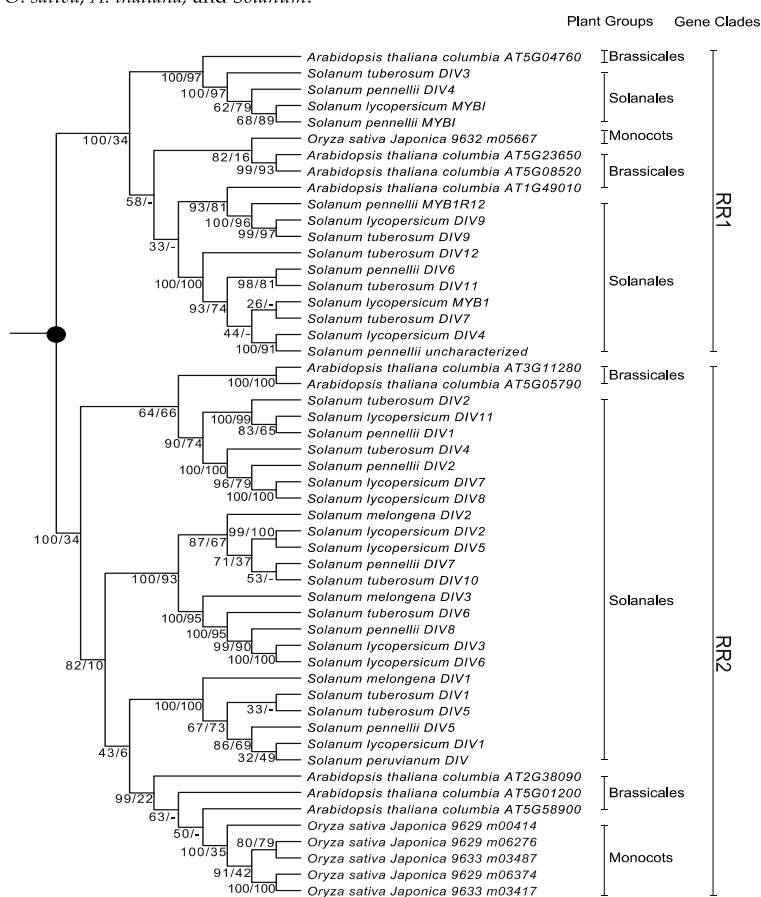 O. sativa, A. thaliana, and Solanum.
Plant Groups Gene Clades
Arabidopsis thaliana columbia AT5G04760
Brassicales
100/97
Solanum tuberosum DIV3
100/97
Solanum pennellii DIV4
Solanales
62/79
Solanum lycopersicum MYBI
68/89
Solanum pennellii MYBI
100/34
Oryza sativa Japonica 9632 m05667
Monocots
82/16
Arabidopsis thaliana columbia AT5G23650
Brassicales
99/93
Arabidopsis thaliana columbia AT5G08520
Arabidopsis thaliana columbia AT1G49010
58/-
93/81
Solanum pennellii MYB1R12
RR1
100/96
Solanum lycopersicum DIV9
99/97
Solanum tuberosum DIV9
33/-
Solanum tuberosum DIV12
100/100
Solanum pennellii DIV6
98/81
Solanum tuberosum DIV11
Solanales
93/74
26/-
Solanum lycopersicum MYB1
Solanum tuberosum DIV7
44/-
Solanum lycopersicum DIV4
100/91
Solanum pennellii uncharacterized
Arabidopsis thaliana columbia AT3G11280
Brassicales
100/100
Arabidopsis thaliana columbia AT5G05790
64/66
Solanum tuberosum DIV2
100/99
Solanum lycopersicum DIV11
83/65
Solanum pennellii DIV1
90/74
Solanum tuberosum DIV4
100/100
Solanum pennellii DIV2
96/79
Solanum lycopersicum DIV7
100/100
Solanum lycopersicum DIV8
Solanum melongena DIV2
100/34
87/67
99/100
Solanum lycopersicum DIV2
Solanum lycopersicum DIV5
71/37
Solanum pennellii DIV7
53/-
Solanum tuberosum DIV10
100/93
Solanum melongena DIV3
Solanales
100/95
Solanum tuberosum DIV6
100/95
Solanum pennellii DIV8
99/90
Solanum lycopersicum DIV3
100/100
Solanum lycopersicum DIV6
RR2
82/10
Solanum melongena DIV1
100/100
Solanum tuberosum DIV1
33/-
Solanum tuberosum DIV5
67/73
Solanum pennellii DIV5
86/69
Solanum lycopersicum DIV1
32/49
Solanum peruvianum DIV
43/6
Arabidopsis thaliana columbia AT2G38090
99/22
Arabidopsis thaliana columbia AT5G01200
Brassicales
63/-
Arabidopsis thaliana columbia AT5G58900
50/-
Oryza sativa Japonica 9629 m00414
100/35
80/79
Oryza sativa Japonica 9629 m06276
Oryza sativa Japonica 9633 m03487
Monocots
91/42
Oryza sativa Japonica 9629 m06374
100/100
Oryza sativa Japonica 9633 m03417